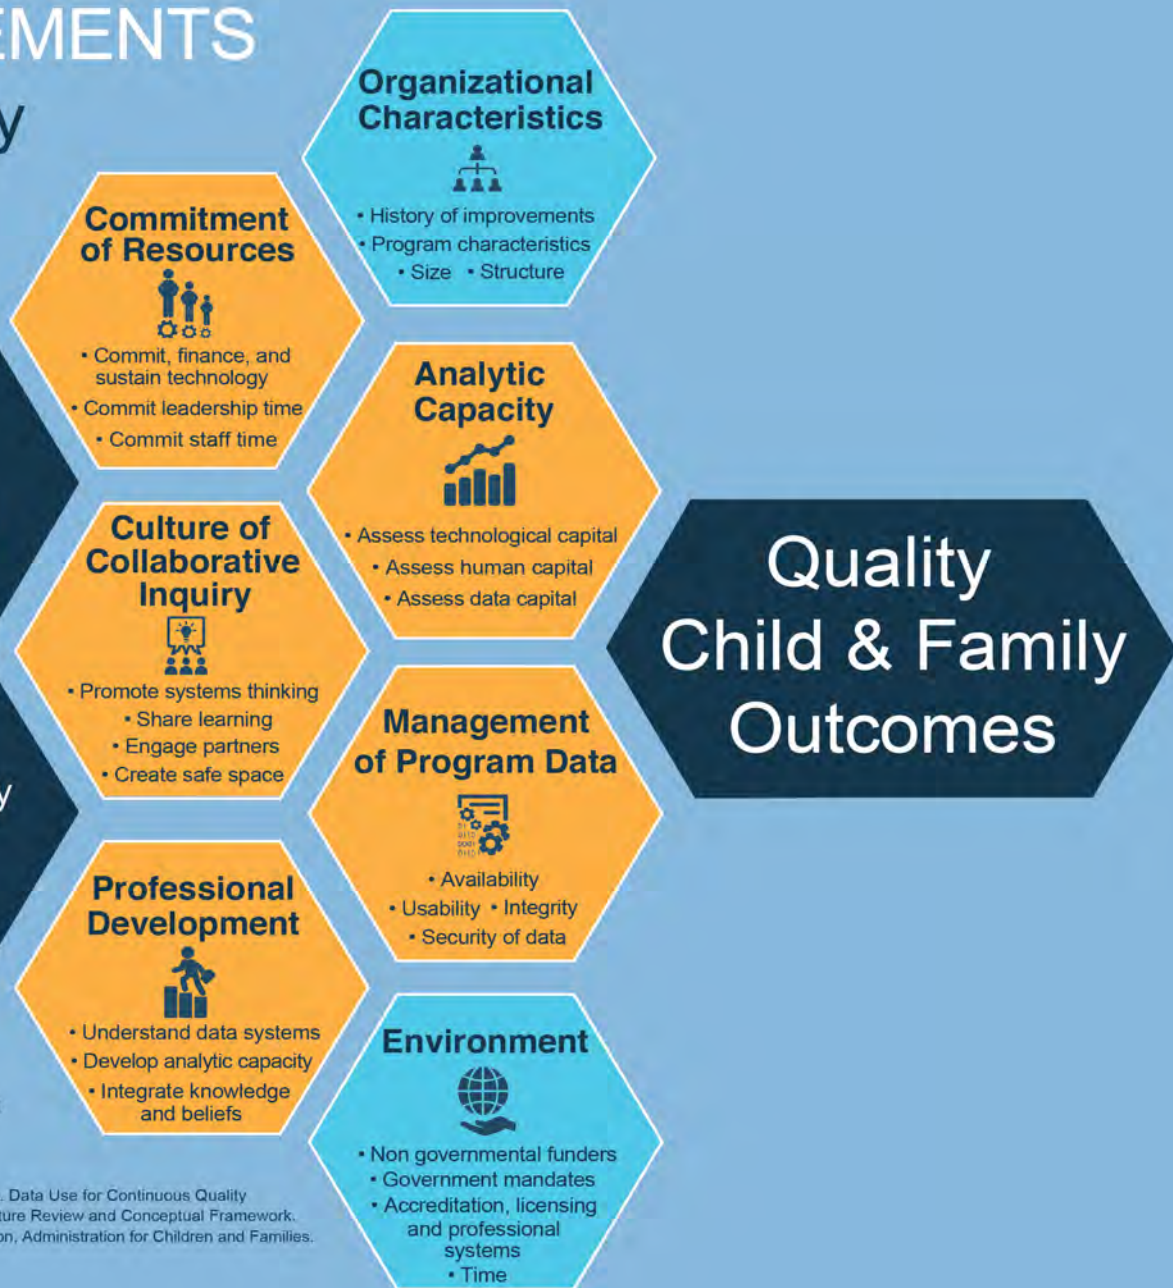 EMENTS
y
Organizational
Characteristics
• History of improvements
• Program characteristics
• Size • Structure
Commitment
of Resources
• Commit, finance, and
sustain technology
• Commit leadership time
• Commit staff time
Analytic
Capacity
• Assess technological capital
• Assess human capital
• Assess data capital
Culture of
Collaborative
Inquiry
• Promote systems thinking
• Share learning
• Engage partners
• Create safe space
y
Quality
Child & Family
Outcomes
Management
of Program Data
• Availability
• Usability • Integrity
• Security of data
Professional
Development
• Understand data systems
• Develop analytic capacity
• Integrate knowledge
and beliefs
Environment
• Non governmental funders
• Government mandates
• Accreditation, licensing
and professional
systems
• Time
. Data Use for Continuous Quality
ture Review and Conceptual Framework.
on, Administration for Children and Families.